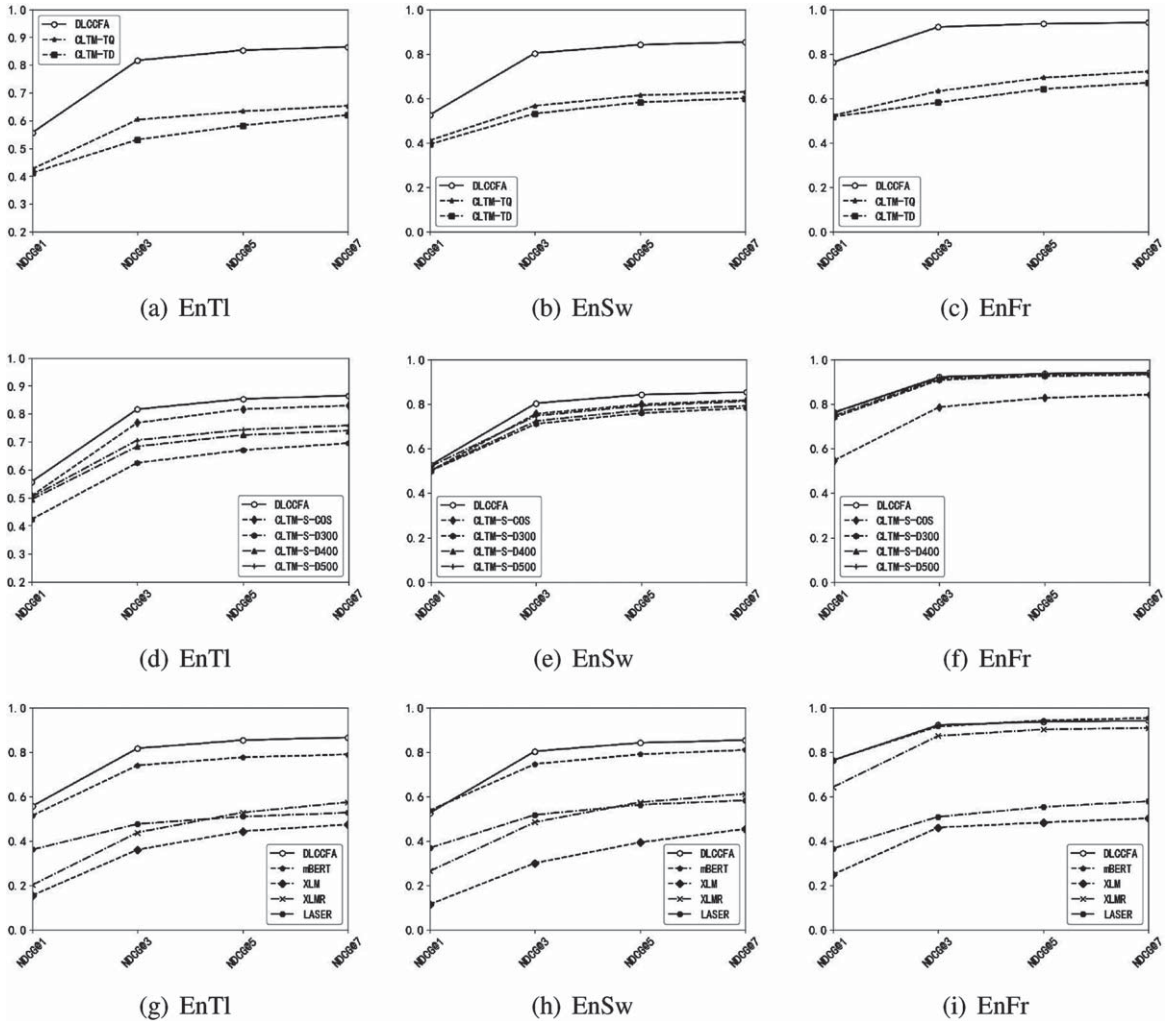 1.0
0.9
0.8
0.7
0.6
0.5
0.4
0.3
0.2
DLCCFA
CLTM-TQ
CLTM-TD
NDCG@1
NDCG@3
NDCG@5
NDCG@7
(a) EnTl
1.0
0.8
0.6
0.4
0.2
0.0
DLCCFA
CLTM-TQ
CLTM-TD
NDCG@1
NDCG@3
NDCG@5
NDCG@7
(b) EnSw
1.0
0.8
0.6
0.4
0.2
0.0
DLCCFA
CLTM-TQ
CLTM-TD
NDCG@1
NDCG@3
NDCG@5
NDCG@7
(c) EnFr
1.0
0.9
0.8
0.7
0.6
0.5
0.4
0.3
0.2
DLCCFA
CLTM-S-COS
CLTM-S-D300
CLTM-S-D400
CLTM-S-D500
NDCG@1
NDCG@3
NDCG@5
NDCG@7
(d) EnTl
1.0
0.8
0.6
0.4
0.2
0.0
DLCCFA
CLTM-S-COS
CLTM-S-D300
CLTM-S-D400
CLTM-S-D500
NDCG@1
NDCG@3
NDCG@5
NDCG@7
(e) EnSw
1.0
0.8
0.6
0.4
0.2
0.0
DLCCFA
CLTM-S-COS
CLTM-S-D300
CLTM-S-D400
CLTM-S-D500
NDCG@1
NDCG@3
NDCG@5
NDCG@7
(f) EnFr
1.0
0.8
0.6
0.4
0.2
0.0
DLCCFA
mBERT
XLM
XLMR
LASER
NDCG@1
NDCG@3
NDCG@5
NDCG@7
(g) EnTl
1.0
0.8
0.6
0.4
0.2
0.0
DLCCFA
mBERT
XLM
XLMR
LASER
NDCG@1
NDCG@3
NDCG@5
NDCG@7
(h) EnSw
1.0
0.8
0.6
0.4
0.2
0.0
DLCCFA
mBERT
XLM
XLMR
LASER
NDCG@1
NDCG@3
NDCG@5
NDCG@7
(i) EnFr